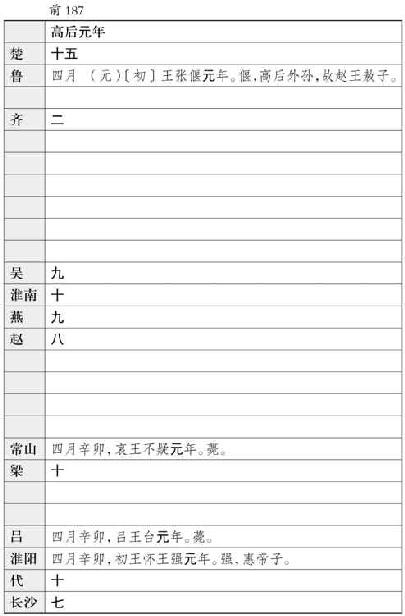 前187
高后元年
楚 十五
鲁 四月 （元）〔初〕王张偃元年。偃，高后外孙，故赵王敖子。
齐 二
吴 九
淮南 十
燕 九
赵 八
常山 四月辛卯，哀王不疑元年。薨。
梁 十
吕 四月辛卯，吕王台元年。薨。
淮阳 四月辛卯，初王怀王强元年。强，惠帝子。
代 十
长沙 七